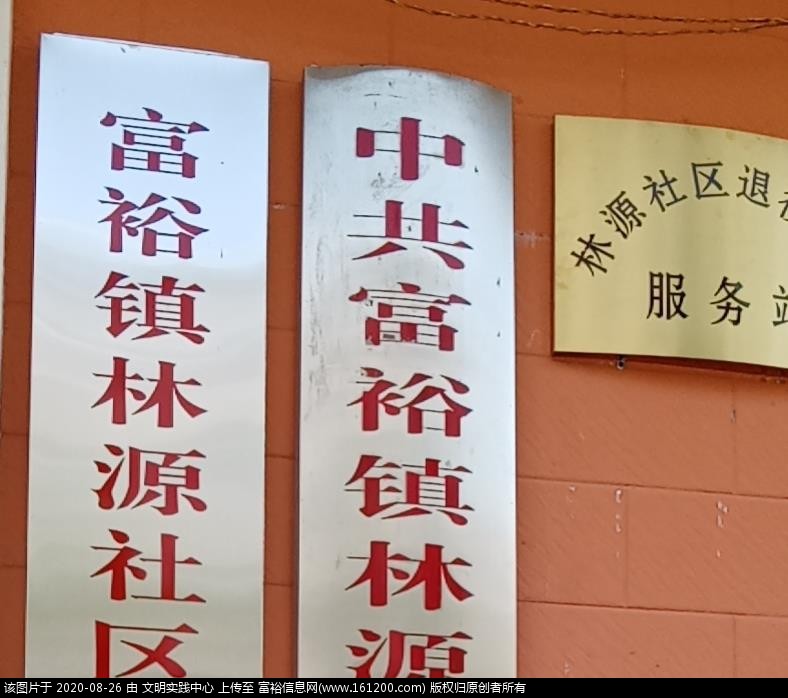 富裕镇林源社区
中共富裕镇林源
林源社区退
服务站
该图片于 2020-08-26 由 文明实践中心 上传至 富裕信息网(www.161200.com) 版权归原创者所有